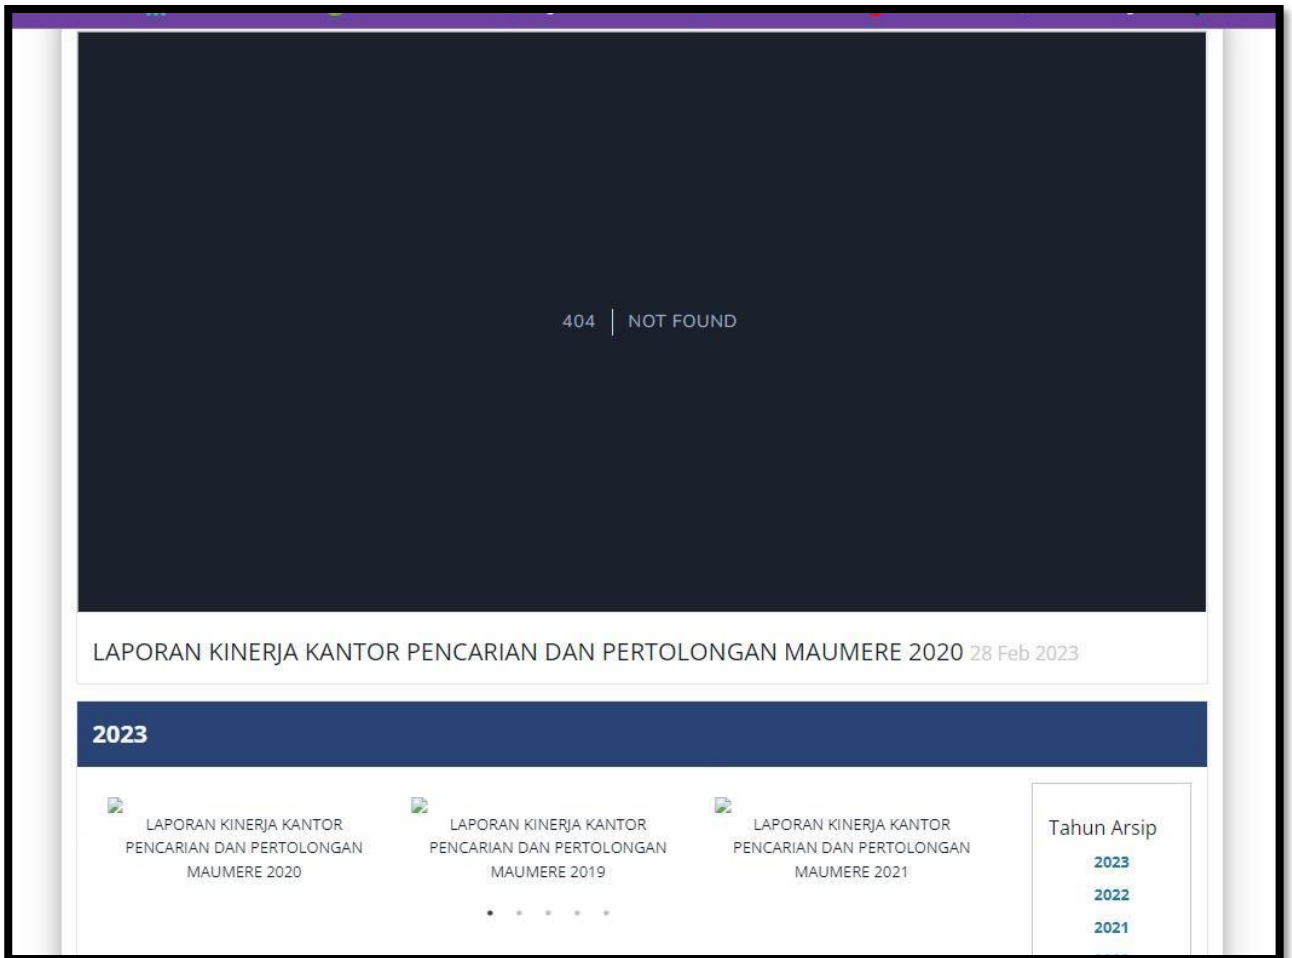 404 NOT FOUND
LAPORAN KINERJA KANTOR PENCARIAN DAN PERTOLONGAN MAUMERE 2020 28 Feb 2023
2023
LAPORAN KINERJA KANTOR
PENCARIAN DAN PERTOLONGAN
MAUMERE 2020
LAPORAN KINERJA KANTOR
PENCARIAN DAN PERTOLONGAN
MAUMERE 2019
LAPORAN KINERJA KANTOR
PENCARIAN DAN PERTOLONGAN
MAUMERE 2021
Tahun Arsip
2023
2022
2021